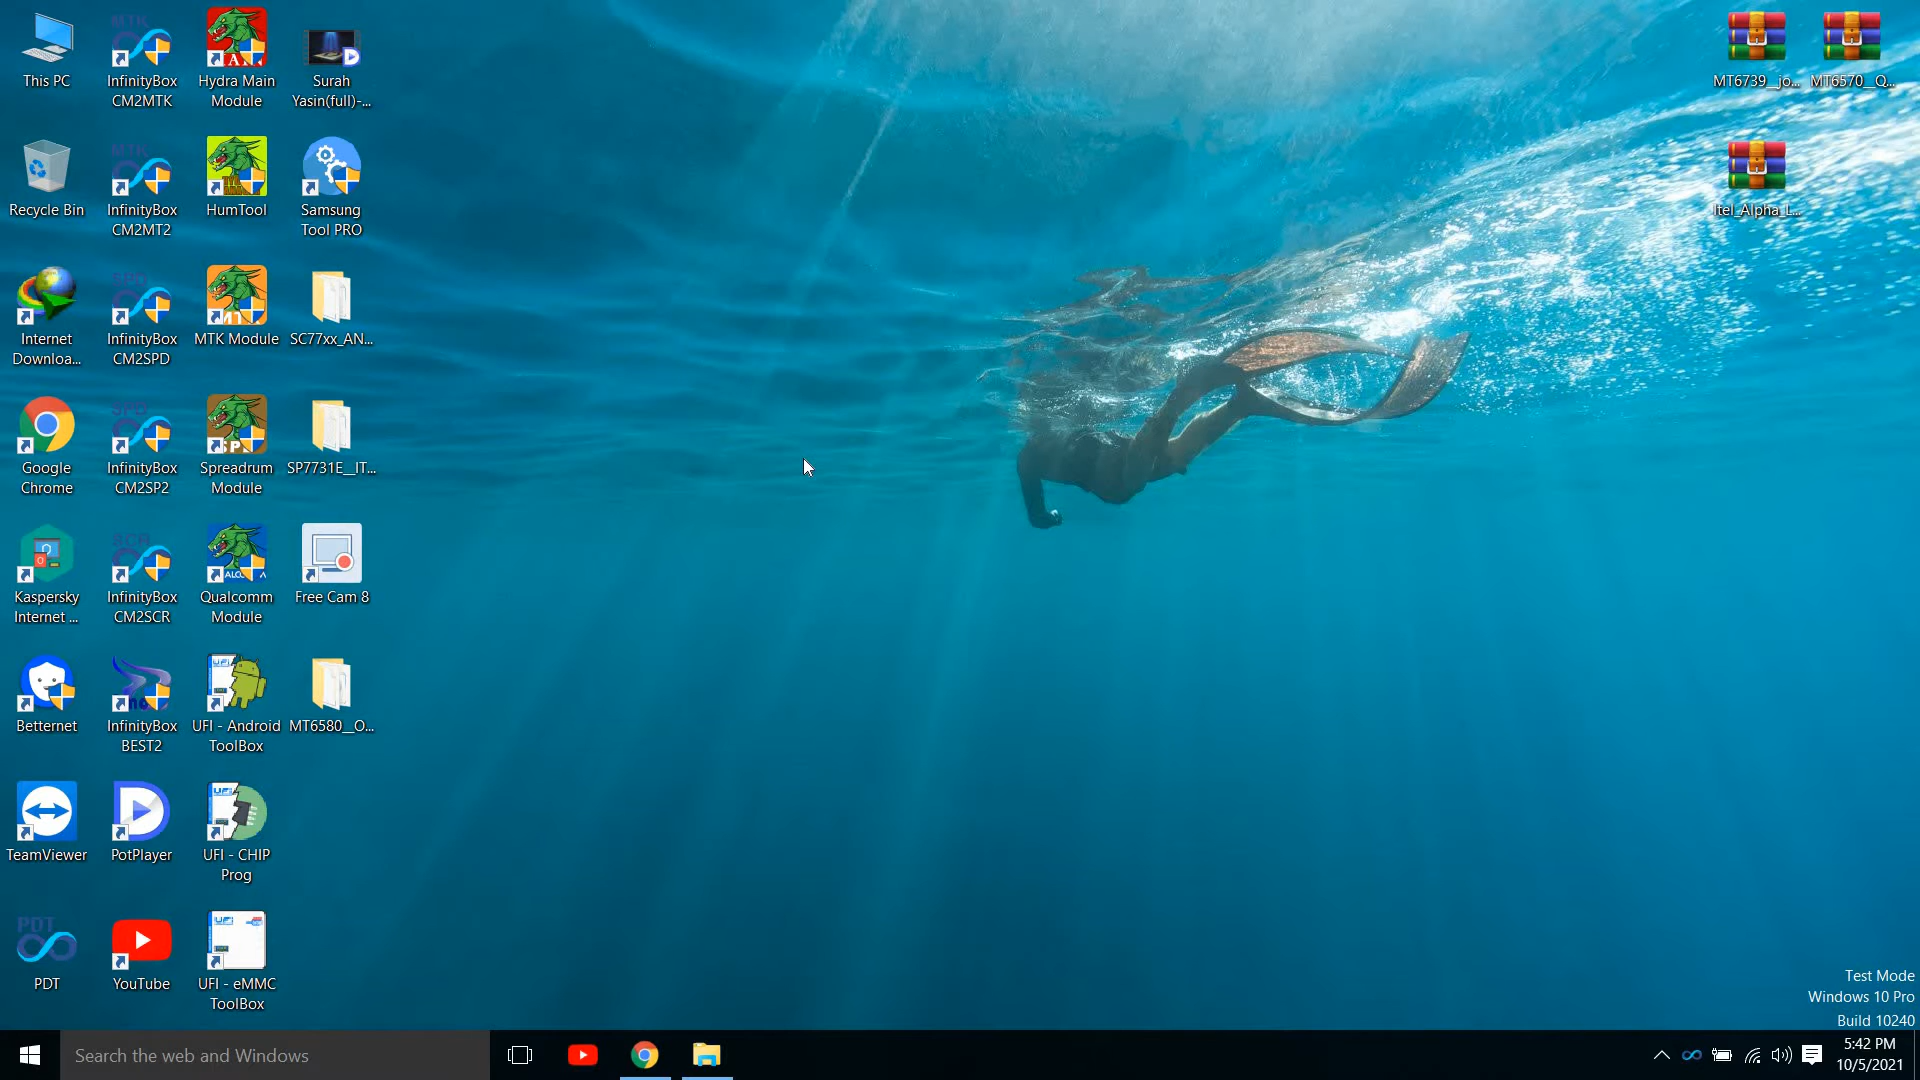 This PC
InfinityBox
CM2MTK
Hydra Main
Module
Surah
Yasin(full)-...
MT6739__jo...
MT6570__Q...
Recycle Bin
InfinityBox
CM2MT2
HumTool
Samsung
Tool PRO
Itel_Alpha_L...
Internet
Downloa...
InfinityBox
CM2SPD
MTK Module
SC77xx_AN...
Google
Chrome
InfinityBox
CM2SP2
Spreadrum
Module
SP7731E__IT...
Kaspersky
Internet ...
InfinityBox
CM2SCR
Qualcomm
Module
Free Cam 8
Betternet
InfinityBox
BEST2
UFI - Android
ToolBox
MT6580__O...
TeamViewer
PotPlayer
UFI - CHIP
Prog
PDT
PDT
YouTube
UFI - eMMC
ToolBox
Test Mode
Windows 10 Pro
Build 10240
Search the web and Windows
5:42 PM
10/5/2021